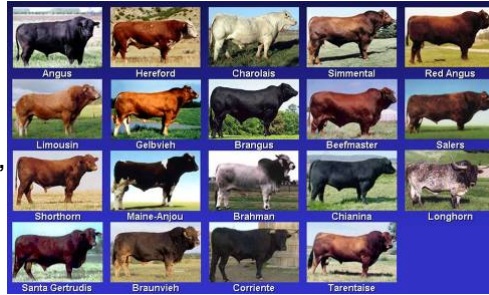 Angus Hereford Charolais Simmental Red Angus
Limousin Gelbvieh Brangus Beefmaster Salers
,
Shorthorn Maine-Anjou Brahman Chianina Longhorn
Santa Gertrudis Braunvieh Corriente Tarentaise